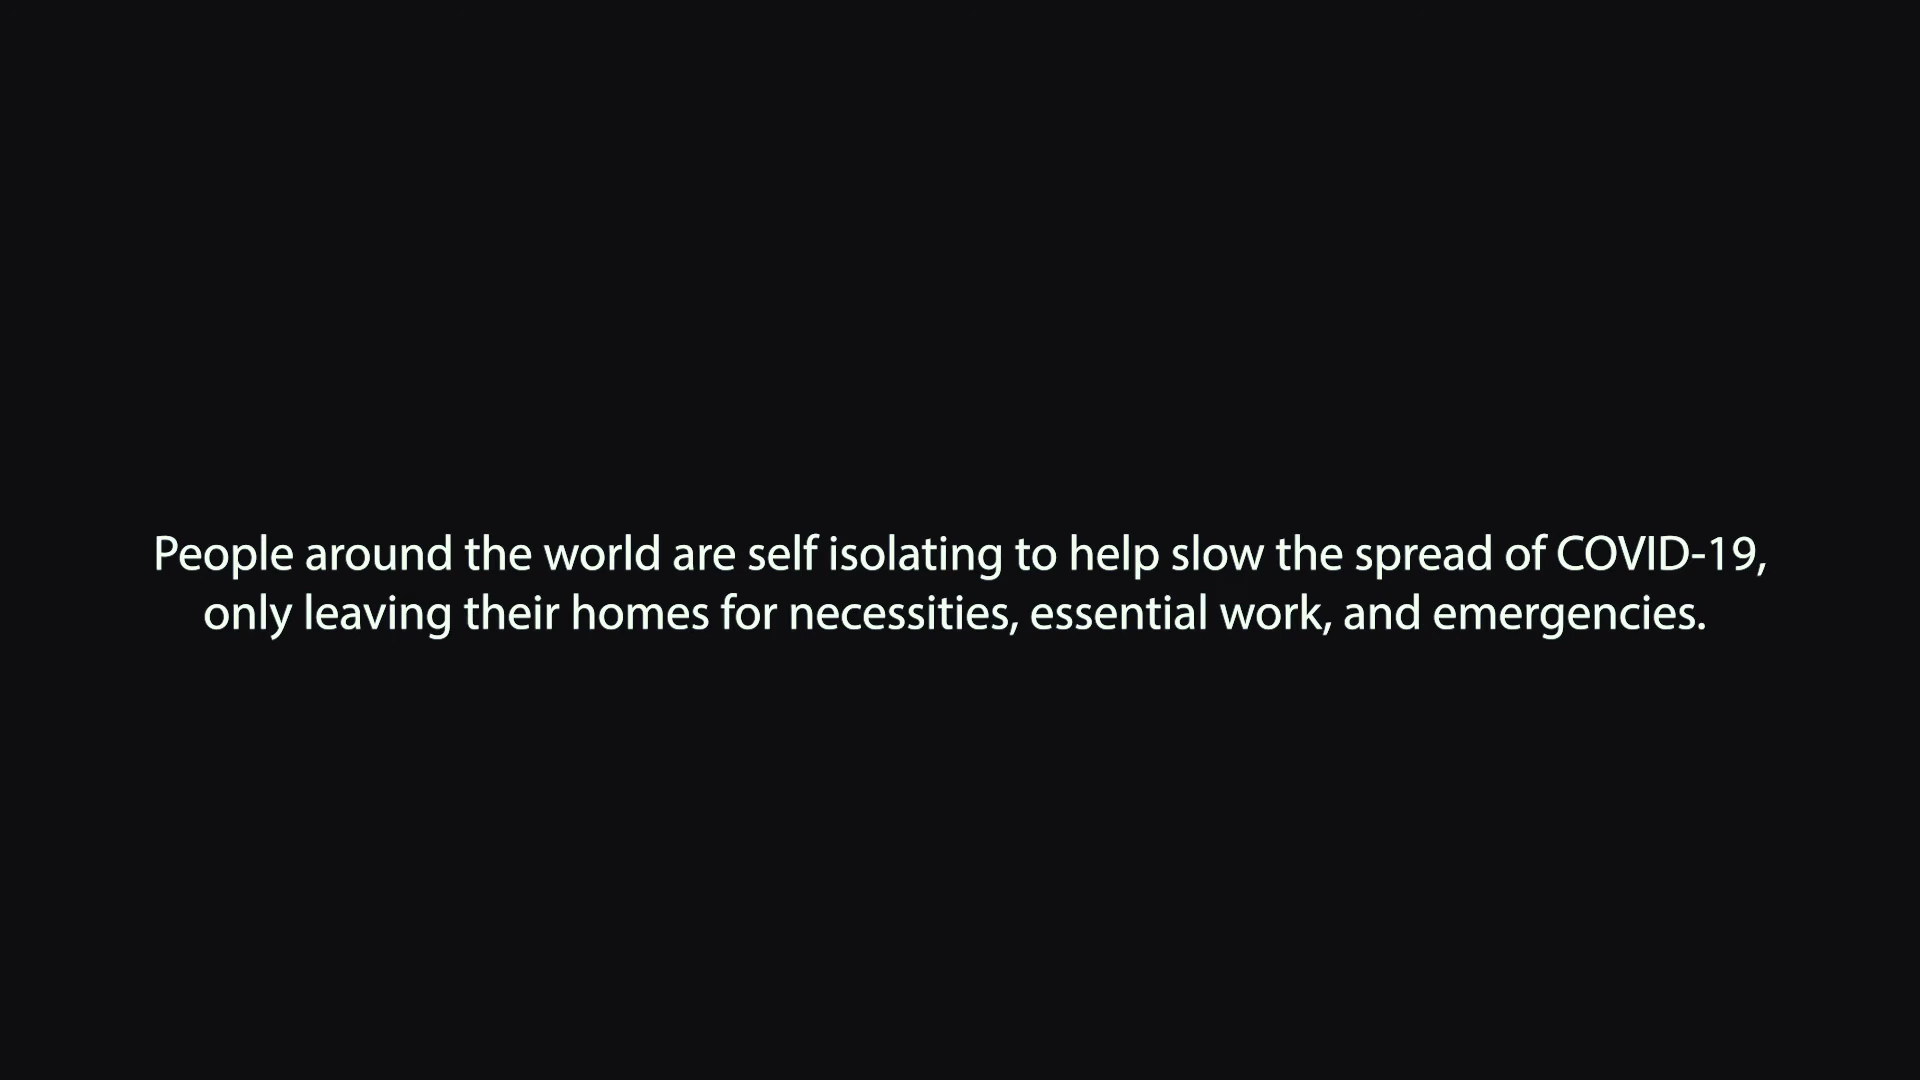 People around the world are self isolating to help slow the spread of COVID-19,
only leaving their homes for necessities, essential work, and emergencies.